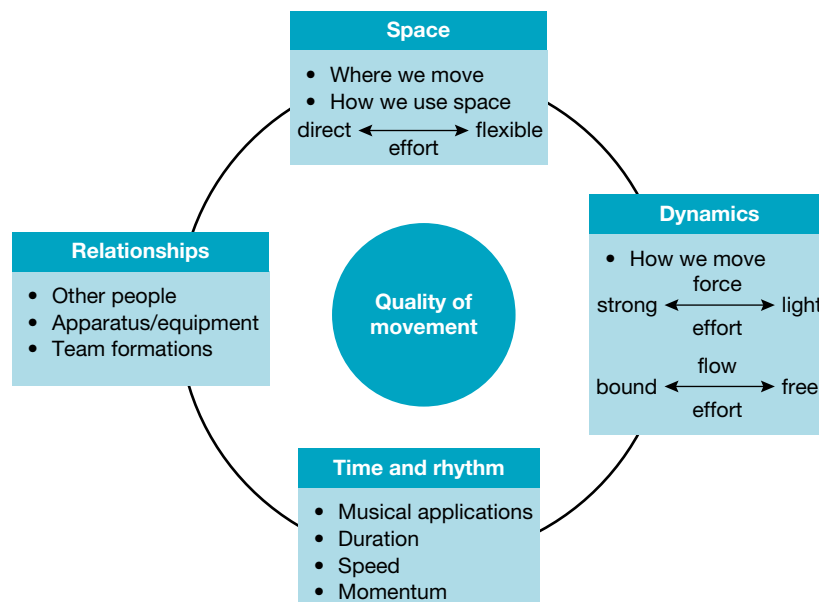 Space
• Where we move
• How we use space
direct flexible
effort
Dynamics
• How we move
force
strong light
effort
flow
bound free
effort
Relationships
• Other people
• Apparatus/equipment
• Team formations
Quality of
movement
Time and rhythm
• Musical applications
• Duration
• Speed
• Momentum